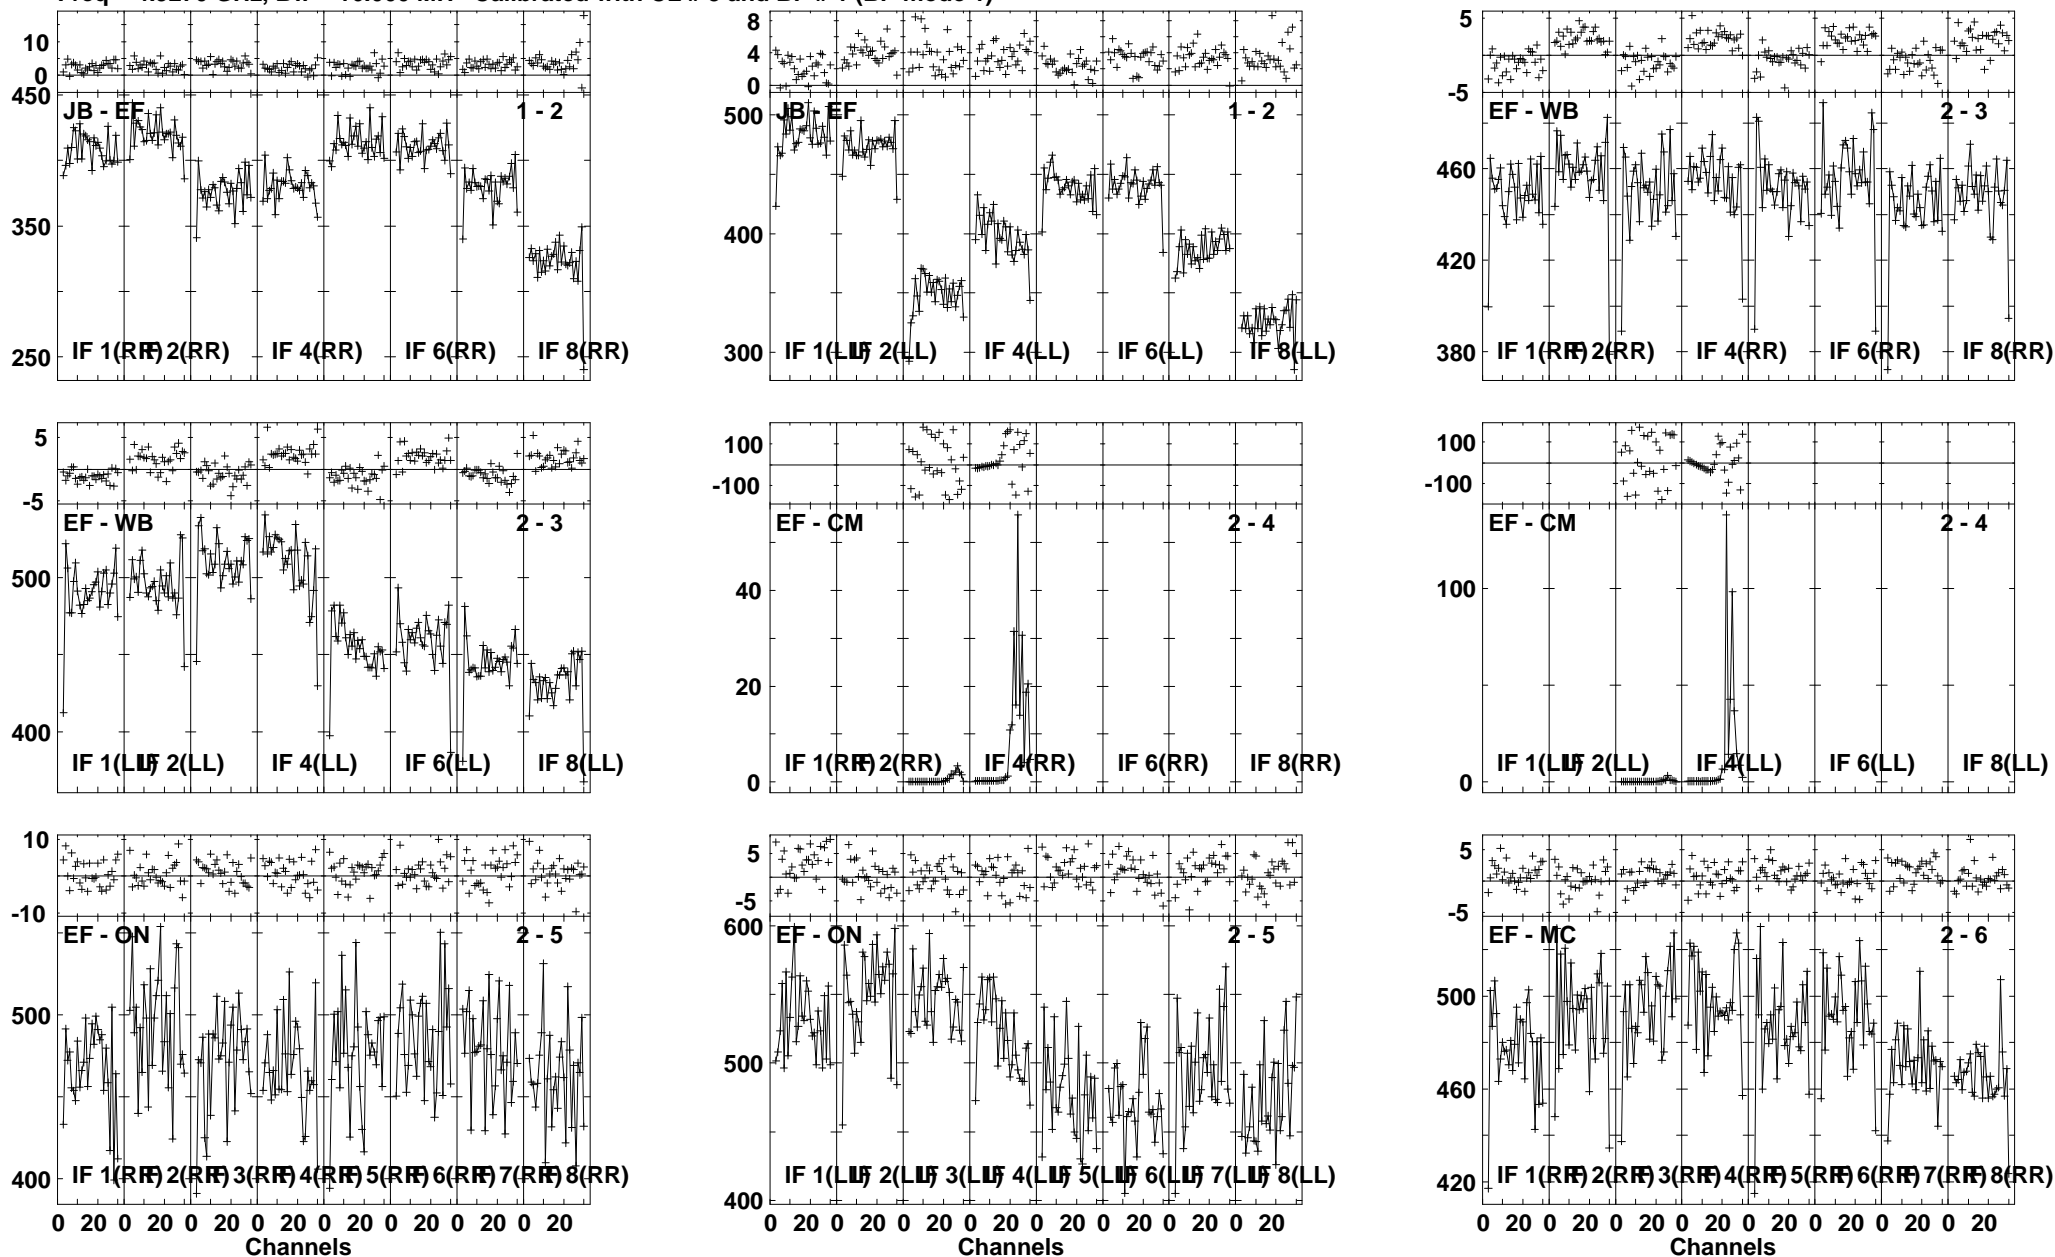 Freq = GHz, Bw = MH Calibrated with CL # and BP # (BP mode 1)
10
0
8
4
0
5
-5
450
350
250
JB - EF 1 - 2
IF 1(RR) IF 2(RR) IF 4(RR) IF 6(RR) IF 8(RR)
500
400
300
JB - EF 1 - 2
IF 1(LL) IF 2(LL) IF 4(LL) IF 6(LL) IF 8(LL)
460
420
380
EF - WB 2 - 3
IF 1(RR) IF 2(RR) IF 4(RR) IF 6(RR) IF 8(RR)
5
-5
100
-100
100
-100
500
400
EF - WB 2 - 3
IF 1(LL) IF 2(LL) IF 4(LL) IF 6(LL) IF 8(LL)
40
20
0
EF - CM 2 - 4
IF 1(RR) IF 2(RR) IF 4(RR) IF 6(RR) IF 8(RR)
100
0
EF - CM 2 - 4
IF 1(LL) IF 2(LL) IF 4(LL) IF 6(LL) IF 8(LL)
10
-10
5
-5
5
-5
500
400
EF - ON 2 - 5
IF 1(RR) IF 2(RR) IF 3(RR) IF 4(RR) IF 5(RR) IF 6(RR) IF 7(RR) IF 8(RR)
600
500
400
EF - ON 2 - 5
IF 1(LL) IF 2(LL) IF 3(LL) IF 4(LL) IF 5(LL) IF 6(LL) IF 7(LL) IF 8(LL)
500
460
420
EF - MC 2 - 6
IF 1(RR) IF 2(RR) IF 3(RR) IF 4(RR) IF 5(RR) IF 6(RR) IF 7(RR) IF 8(RR)
0 20 0 20 0 20 0 20 0 20 0 20 0 20 0 20
Channels
0 20 0 20 0 20 0 20 0 20 0 20 0 20 0 20
Channels
0 20 0 20 0 20 0 20 0 20 0 20 0 20 0 20
Channels